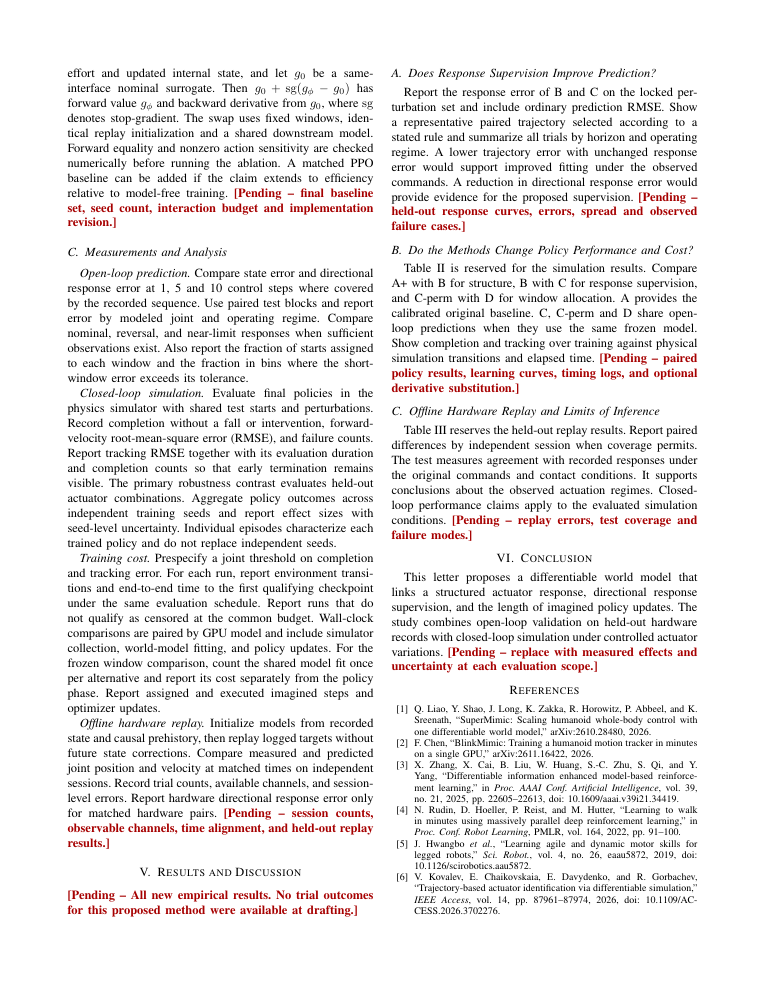 effort and updated internal state, and let g0 be a same-
interface nominal surrogate. Then g0 + sg(gϕ − g0) has
forward value gϕ and backward derivative from g0, where sg
denotes stop-gradient. The swap uses fixed windows, iden-
tical replay initialization and a shared downstream model.
Forward equality and nonzero action sensitivity are checked
numerically before running the ablation. A matched PPO
baseline can be added if the claim extends to efficiency
relative to model-free training. [Pending – final baseline
set, seed count, interaction budget and implementation
revision.]
C. Measurements and Analysis
Open-loop prediction. Compare state error and directional
response error at 1, 5 and 10 control steps where covered
by the recorded sequence. Use paired test blocks and report
error by modeled joint and operating regime. Compare
nominal, reversal, and near-limit responses when sufficient
observations exist. Also report the fraction of starts assigned
to each window and the fraction in bins where the short-
window error exceeds its tolerance.
Closed-loop simulation. Evaluate final policies in the
physics simulator with shared test starts and perturbations.
Record completion without a fall or intervention, forward-
velocity root-mean-square error (RMSE), and failure counts.
Report tracking RMSE together with its evaluation duration
and completion counts so that early termination remains
visible. The primary robustness contrast evaluates held-out
actuator combinations. Aggregate policy outcomes across
independent training seeds and report effect sizes with
seed-level uncertainty. Individual episodes characterize each
trained policy and do not replace independent seeds.
Training cost. Prespecify a joint threshold on completion
and tracking error. For each run, report environment transi-
tions and end-to-end time to the first qualifying checkpoint
under the same evaluation schedule. Report runs that do
not qualify as censored at the common budget. Wall-clock
comparisons are paired by GPU model and include simulator
collection, world-model fitting, and policy updates. For the
frozen window comparison, count the shared model fit once
per alternative and report its cost separately from the policy
phase. Report assigned and executed imagined steps and
optimizer updates.
Offline hardware replay. Initialize models from recorded
state and causal prehistory, then replay logged targets without
future state corrections. Compare measured and predicted
joint position and velocity at matched times on independent
sessions. Record trial counts, available channels, and session-
level errors. Report hardware directional response error only
for matched hardware pairs. [Pending – session counts,
observable channels, time alignment, and held-out replay
results.]
V. RESULTS AND DISCUSSION
[Pending – All new empirical results. No trial outcomes
for this proposed method were available at drafting.]
A. Does Response Supervision Improve Prediction?
Report the response error of B and C on the locked per-
turbation set and include ordinary prediction RMSE. Show
a representative paired trajectory selected according to a
stated rule and summarize all trials by horizon and operating
regime. A lower trajectory error with unchanged response
error would support improved fitting under the observed
commands. A reduction in directional response error would
provide evidence for the proposed supervision. [Pending –
held-out response curves, errors, spread and observed
failure cases.]
B. Do the Methods Change Policy Performance and Cost?
Table II is reserved for the simulation results. Compare
A+ with B for structure, B with C for response supervision,
and C-perm with D for window allocation. A provides the
calibrated original baseline. C, C-perm and D share open-
loop predictions when they use the same frozen model.
Show completion and tracking over training against physical
simulation transitions and elapsed time. [Pending – paired
policy results, learning curves, timing logs, and optional
derivative substitution.]
C. Offline Hardware Replay and Limits of Inference
Table III reserves the held-out replay results. Report paired
differences by independent session when coverage permits.
The test measures agreement with recorded responses under
the original commands and contact conditions. It supports
conclusions about the observed actuation regimes. Closed-
loop performance claims apply to the evaluated simulation
conditions. [Pending – replay errors, test coverage and
failure modes.]
VI. CONCLUSION
This letter proposes a differentiable world model that
links a structured actuator response, directional response
supervision, and the length of imagined policy updates. The
study combines open-loop validation on held-out hardware
records with closed-loop simulation under controlled actuator
variations. [Pending – replace with measured effects and
uncertainty at each evaluation scope.]
REFERENCES
[1] Q. Liao, Y. Shao, J. Long, K. Zakka, R. Horowitz, P. Abbeel, and K.
Sreenath, “SuperMimic: Scaling humanoid whole-body control with
one differentiable world model,” arXiv:2610.28480, 2026.
[2] F. Chen, “BlinkMimic: Training a humanoid motion tracker in minutes
on a single GPU,” arXiv:2611.16422, 2026.
[3] X. Zhang, X. Cai, B. Liu, W. Huang, S.-C. Zhu, S. Qi, and Y.
Yang, “Differentiable information enhanced model-based reinforce-
ment learning,” in Proc. AAAI Conf. Artificial Intelligence, vol. 39,
no. 21, 2025, pp. 22605–22613, doi: 10.1609/aaai.v39i21.34419.
[4] N. Rudin, D. Hoeller, P. Reist, and M. Hutter, “Learning to walk
in minutes using massively parallel deep reinforcement learning,” in
Proc. Conf. Robot Learning, PMLR, vol. 164, 2022, pp. 91–100.
[5] J. Hwangbo et al., “Learning agile and dynamic motor skills for
legged robots,” Sci. Robot., vol. 4, no. 26, eaau5872, 2019, doi:
10.1126/scirobotics.aau5872.
[6] V. Kovalev, E. Chaikovskaia, E. Davydenko, and R. Gorbachev,
“Trajectory-based actuator identification via differentiable simulation,”
IEEE Access, vol. 14, pp. 87961–87974, 2026, doi: 10.1109/AC-
CESS.2026.3702276.